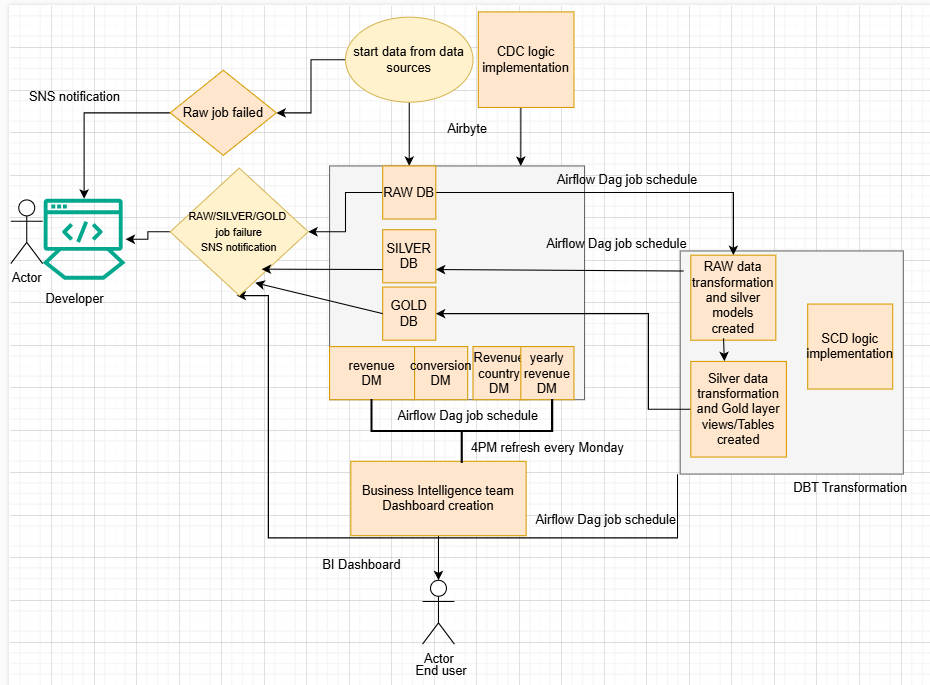 start data from data
sources
CDC logic
implementation
SNS notification
Raw job failed
Airbyte
RAW DB
Airflow Dag job schedule
RAW/SILVER/GOLD
job failure
SNS notification
SILVER
DB
Airflow Dag job schedule
Actor
Developer
GOLD
DB
RAW data
transformation
and silver
models
created
SCD logic
implementation
Silver data
transformation
and Gold layer
views/Tables
created
revenue
DM
conversion
DM
Revenue
country
DM
yearly
revenue
DM
Airflow Dag job schedule
4PM refresh every Monday
DBT Transformation
Business Intelligence team
Dashboard creation
Airflow Dag job schedule
BI Dashboard
Actor
End user